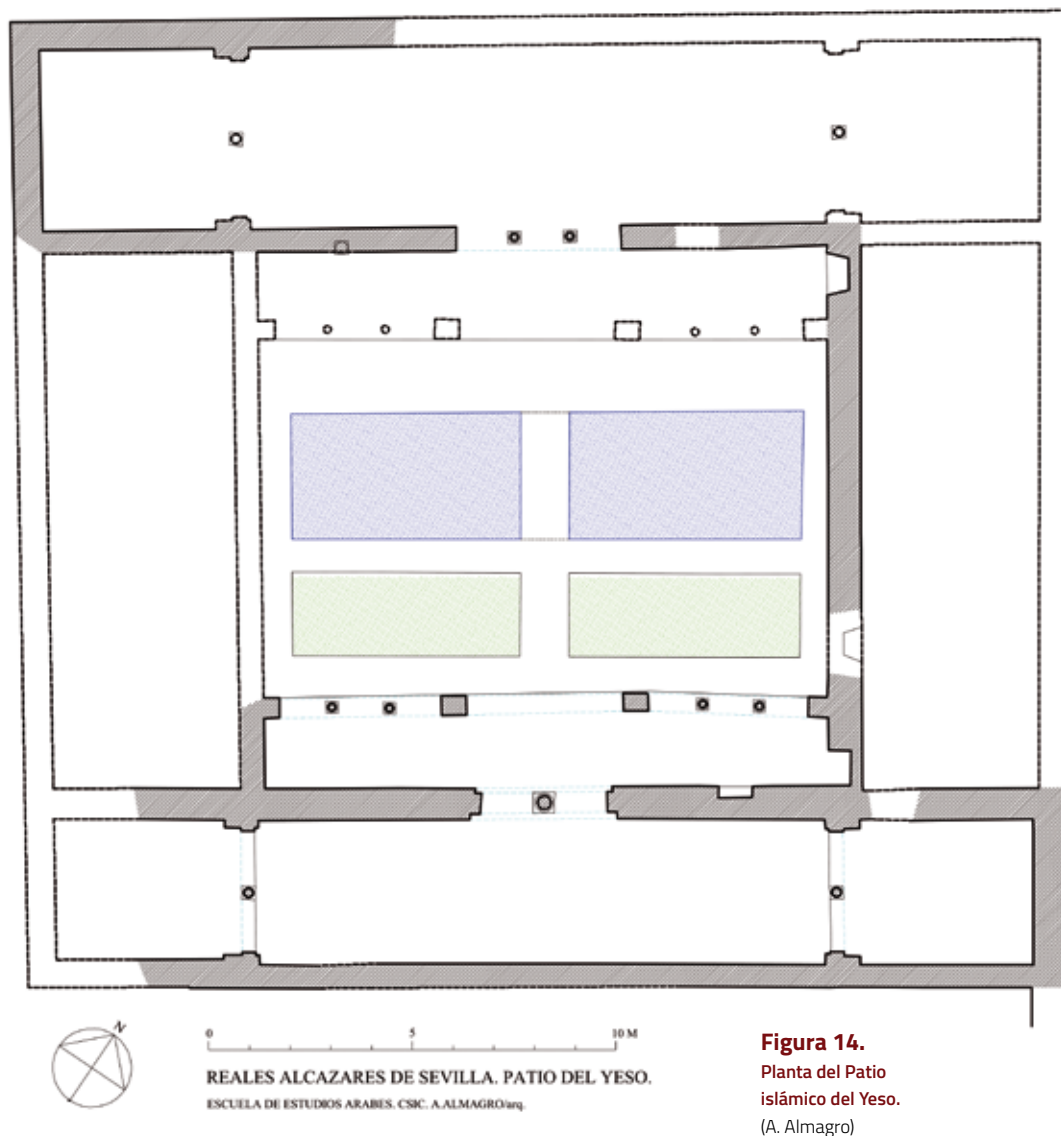 N
0 5 10 M
REALES ALCAZARES DE SEVILLA. PATIO DEL YESO.
ESCUELA DE ESTUDIOS ARABES. CSIC. A.ALMAGRO/arq.
Figura 14.
Planta del Patio
islámico del Yeso.
(A. Almagro)